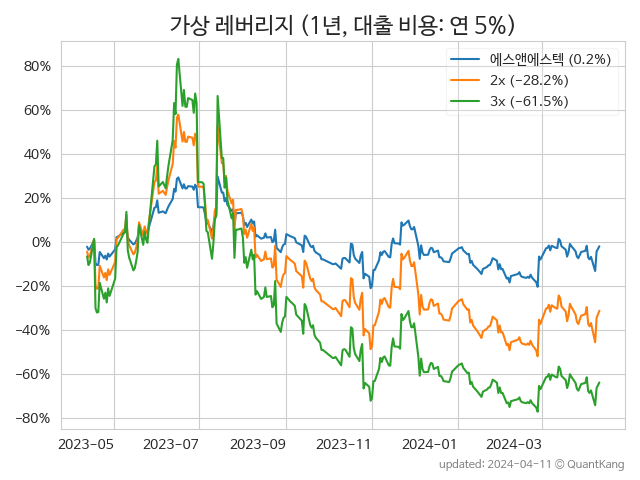 가상 레버리지 (1년, 대출 비용: 연 5%)
에스앤에스텍 (0.2%)
2x (−28.2%)
3x (−61.5%)
80%
60%
40%
20%
0%
−20%
−40%
−60%
−80%
2023-05 2023-07 2023-09 2023-11 2024-01 2024-03
updated: 2024-04-11 © QuantKang